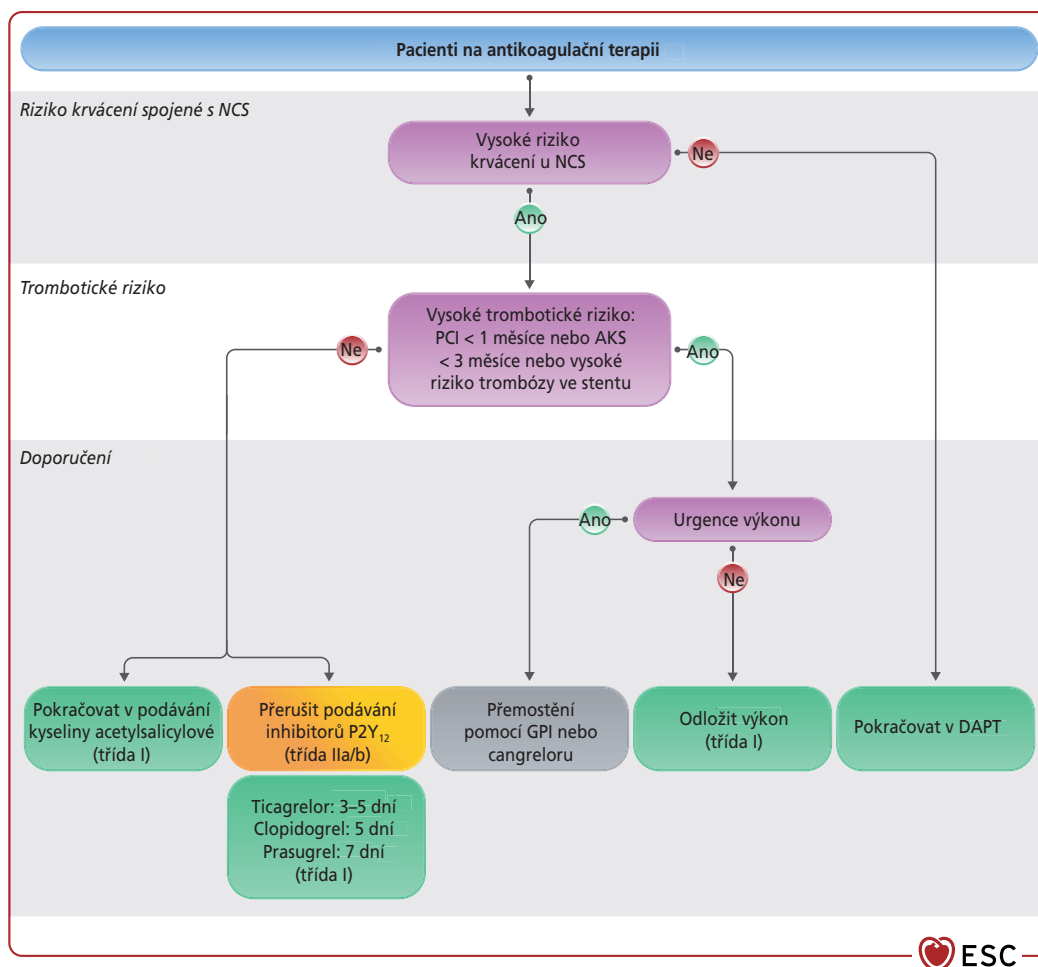 Pacienti na antikoagulační terapii
Riziko krvácení spojené s NCS
Vysoké riziko
krvácení u NCS
Ne
Ano
Trombotické riziko
Vysoké trombotické riziko:
PCI < 1 měsíce nebo AKS
< 3 měsíce nebo vysoké
riziko trombózy ve stentu
Ne
Ano
Doporučení
Urgence výkonu
Ano
Ne
Pokračovat v podávání
kyseliny acetylsalicylové
(třída I)
Přerušit podávání
inhibitorů P2Y₁₂
(třída IIa/b)
Ticagrelor: 3–5 dní
Clopidogrel: 5 dní
Prasugrel: 7 dní
(třída I)
Přemostění
pomocí GPI nebo
cangreloru
Odložit výkon
(třída I)
Pokračovat v DAPT
ESC